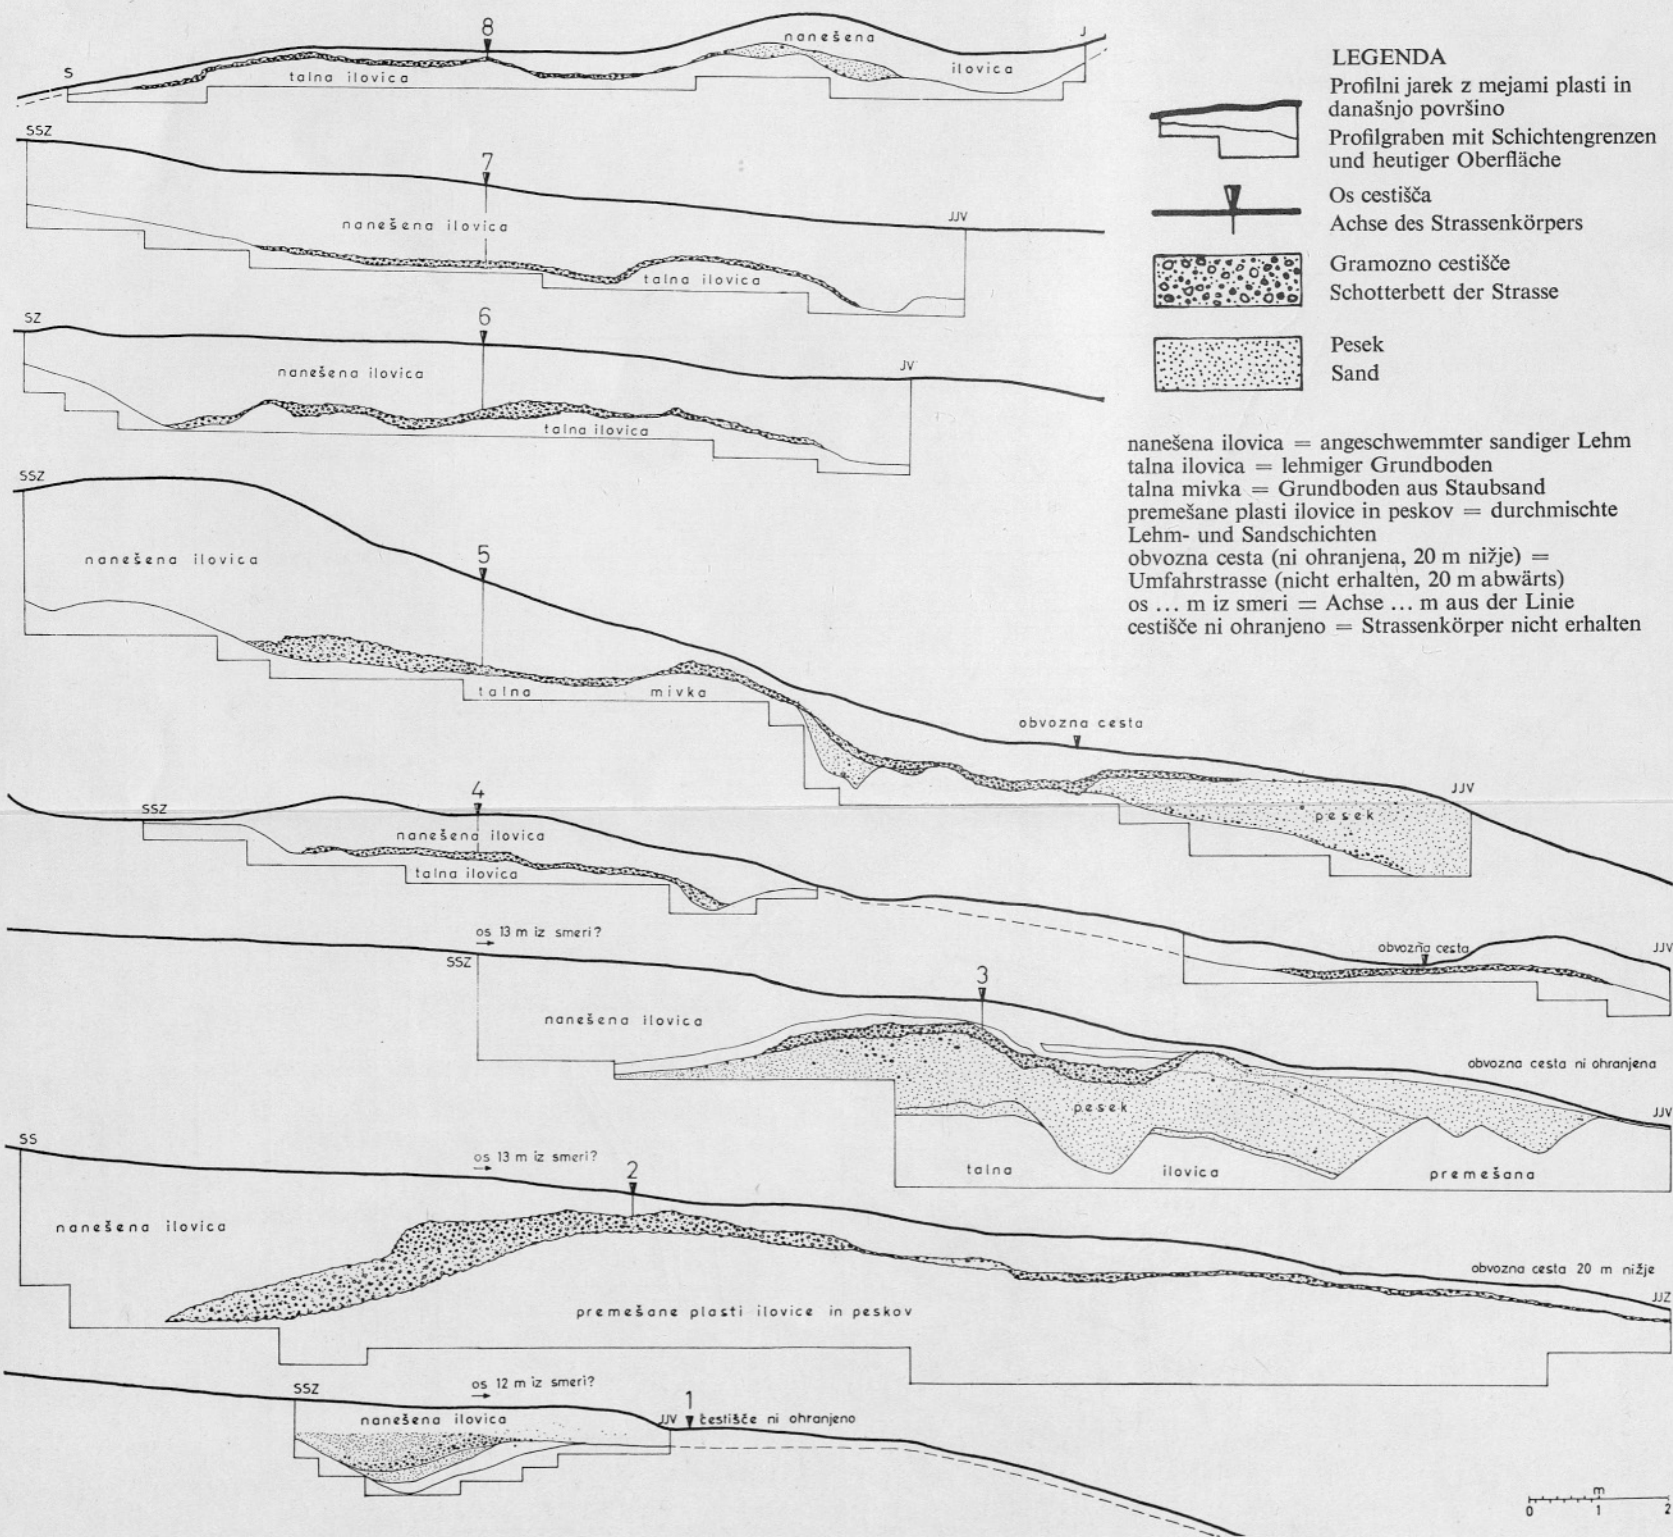 8
S
nanešena
J
talna ilovica
ilovica
LEGENDA
Profilni jarek z mejami plasti in
današnjo površino
Profilgraben mit Schichtengrenzen
und heutiger Oberfläche
Os cestišča
Achse des Strassenkörpers
Gramozno cestišče
Schotterbett der Strasse
Pesek
Sand
nanešena ilovica = angeschwemmter sandiger Lehm
talna ilovica = lehmiger Grundboden
talna mivka = Grundboden aus Staubsand
premešane plasti ilovice in peskov = durchmischte
Lehm- und Sandschichten
obvozna cesta (ni ohranjena, 20 m nižje) =
Umfahrstrasse (nicht erhalten, 20 m abwärts)
os ... m iz smeri = Achse ... m aus der Linie
cestišče ni ohranjeno = Strassenkörper nicht erhalten
SSZ
7
JJV
nanešena ilovica
talna ilovica
SZ
6
JV
nanešena ilovica
talna ilovica
SSZ
5
nanešena ilovica
talna mivka
obvozna cesta
JJV
pesek
4
SSZ
nanešena ilovica
talna ilovica
obvozna cesta
JJV
os 13 m iz smeri?
SSZ
3
nanešena ilovica
obvozna cesta ni ohranjena
pesek
JJV
talna ilovica premešana
SS
os 13 m iz smeri?
2
nanešena ilovica
obvozna cesta 20 m nižje
JJZ
premešane plasti ilovice in peskov
SSZ
os 12 m iz smeri?
1
nanešena ilovica
JJV
čestišče ni ohranjeno
m
0 1 2